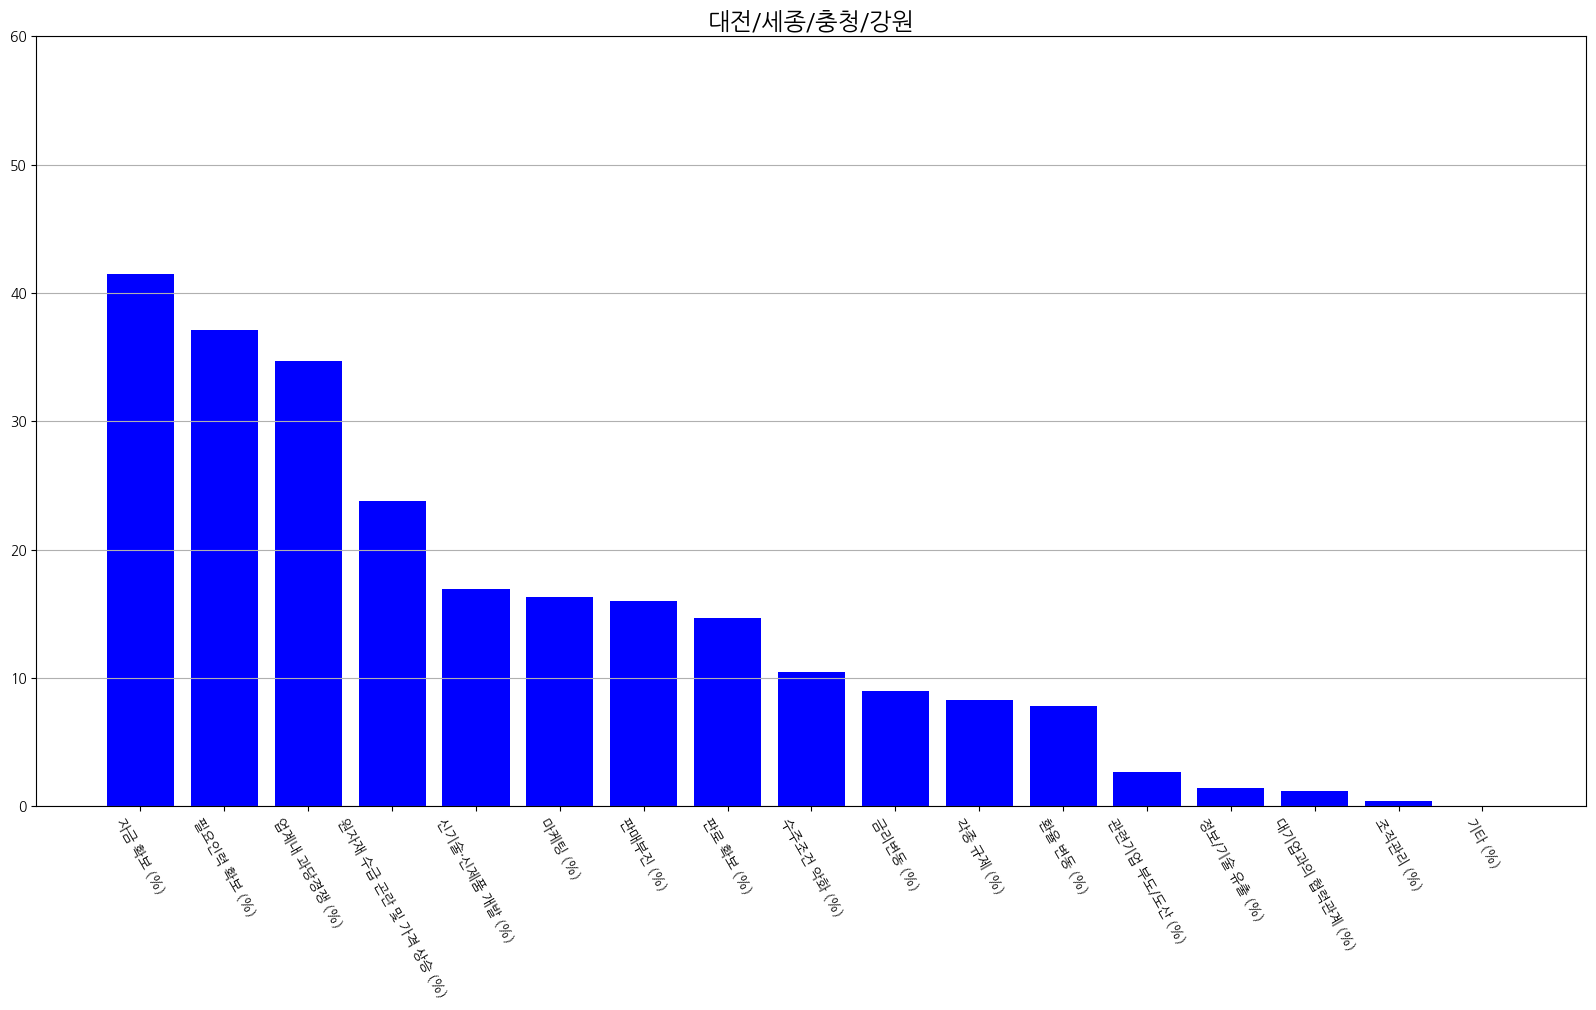 대전/세종/충청/강원
60
50
40
30
20
10
0
자금 확보 (%)
필요인력 확보 (%)
업계내 과당경쟁 (%)
원자재 수급 곤란 및 가격 상승 (%)
신기술·신제품 개발 (%)
마케팅 (%)
판매부진 (%)
판로 확보 (%)
수주조건 악화 (%)
금리변동 (%)
각종 규제 (%)
환율 변동 (%)
관련기업 부도/도산 (%)
정보/기술 유출 (%)
대기업과의 협력관계 (%)
조직관리 (%)
기타 (%)